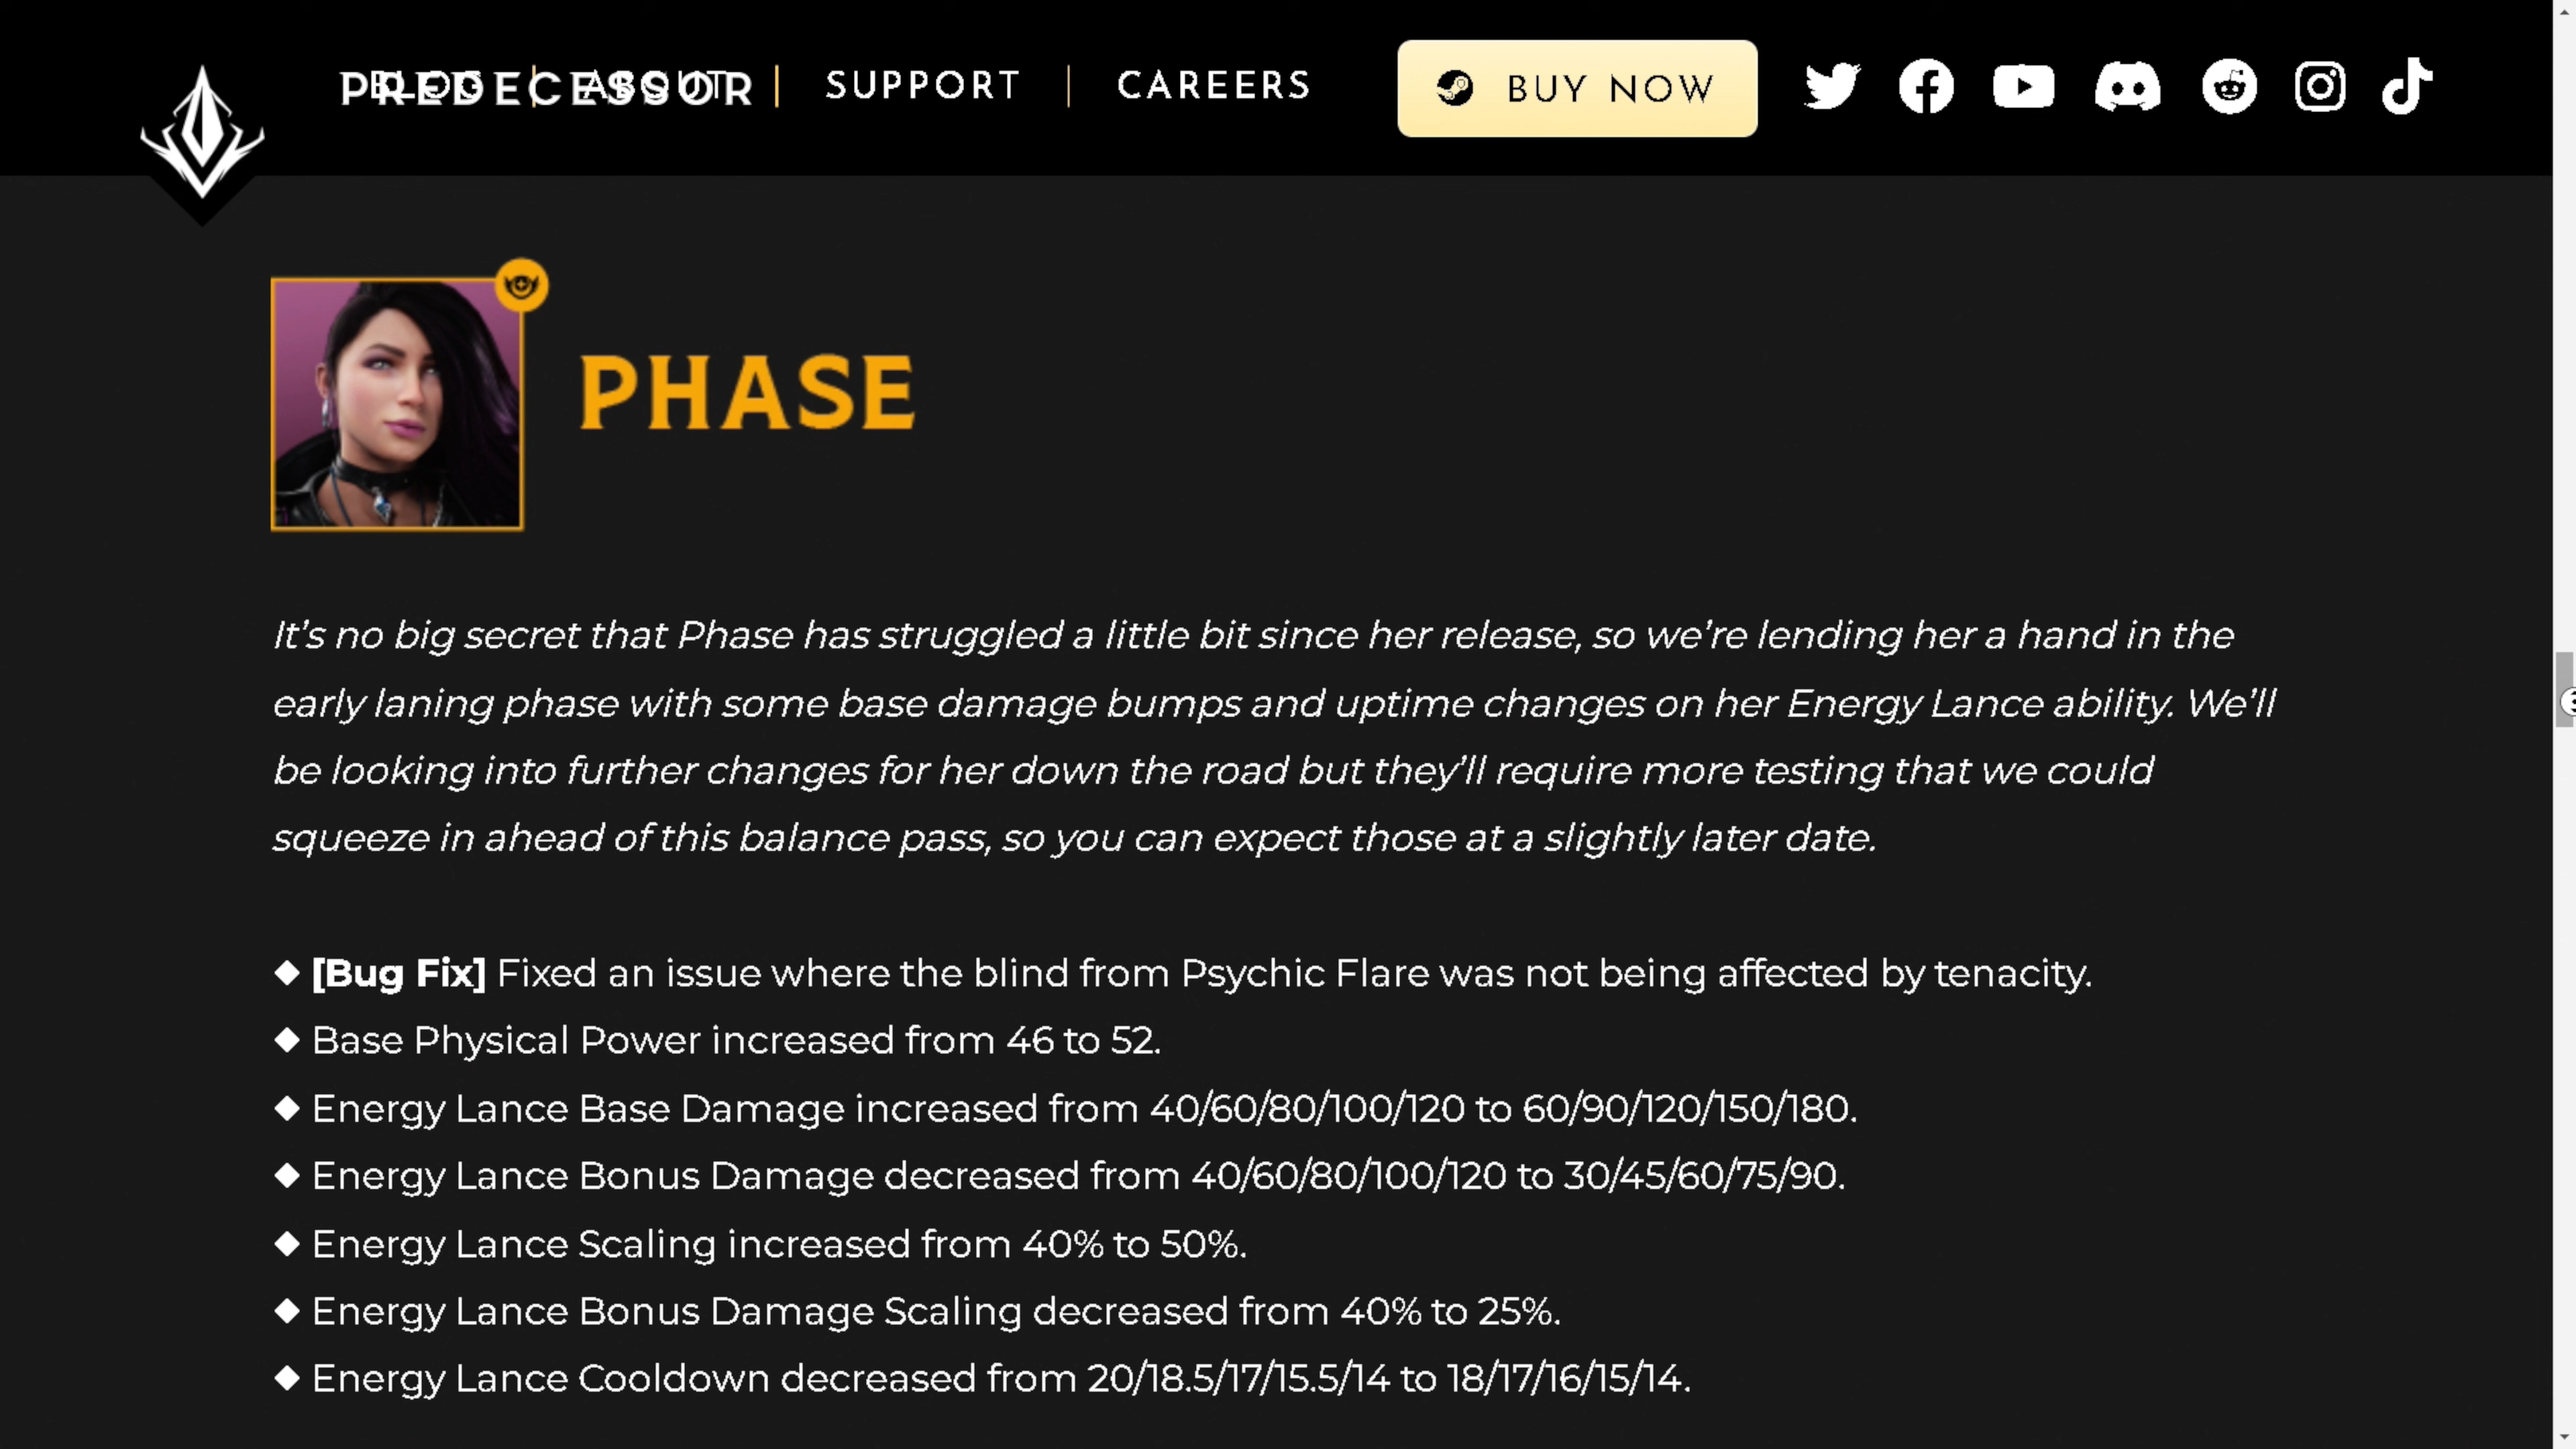 PREDECESSOR
BLOG ABOUT SUPPORT CAREERS BUY NOW
PHASE
It's no big secret that Phase has struggled a little bit since her release, so we're lending her a hand in the
early laning phase with some base damage bumps and uptime changes on her Energy Lance ability. We'll
be looking into further changes for her down the road but they'll require more testing that we could
squeeze in ahead of this balance pass, so you can expect those at a slightly later date.
◆ [Bug Fix] Fixed an issue where the blind from Psychic Flare was not being affected by tenacity.
◆ Base Physical Power increased from 46 to 52.
◆ Energy Lance Base Damage increased from 40/60/80/100/120 to 60/90/120/150/180.
◆ Energy Lance Bonus Damage decreased from 40/60/80/100/120 to 30/45/60/75/90.
◆ Energy Lance Scaling increased from 40% to 50%.
◆ Energy Lance Bonus Damage Scaling decreased from 40% to 25%.
◆ Energy Lance Cooldown decreased from 20/18.5/17/15.5/14 to 18/17/16/15/14.